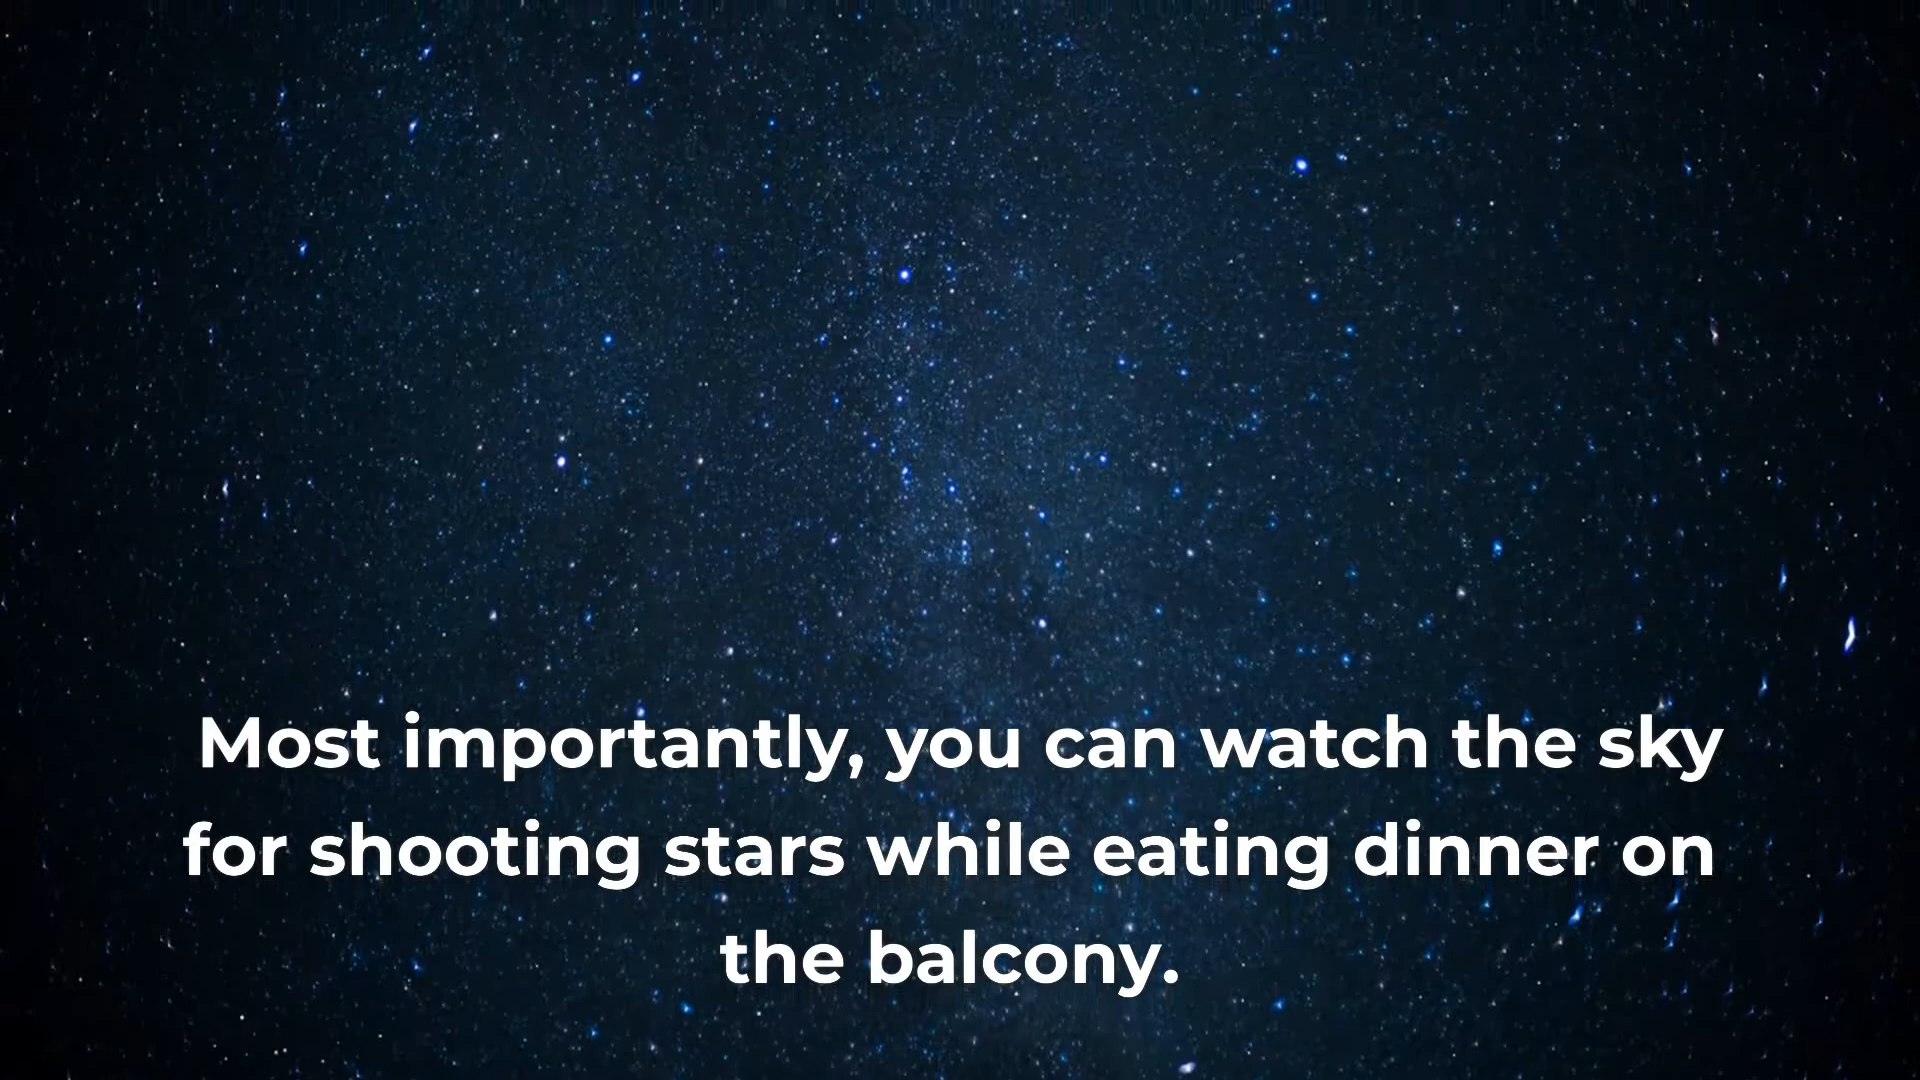 Most importantly, you can watch the sky
for shooting stars while eating dinner on
the balcony.